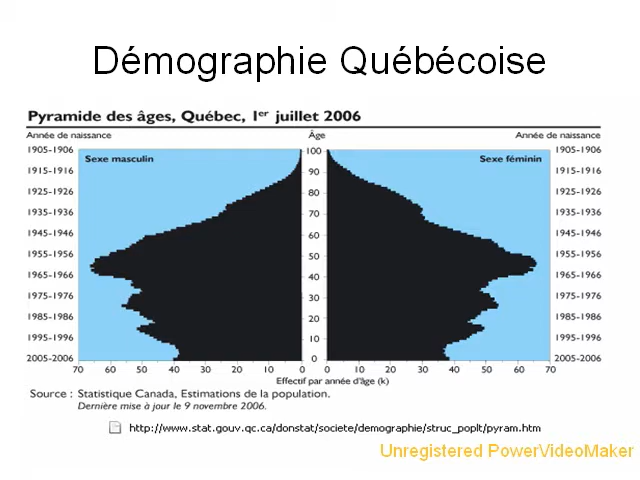 Démographie Québécoise
Pyramide des âges, Québec, 1er juillet 2006
Année de naissance Âge Année de naissance
1905-1906 100 1905-1906
Sexe masculin Sexe féminin
1915-1916 90 1915-1916
1925-1926 80 1925-1926
1935-1936 70 1935-1936
1945-1946 60 1945-1946
1955-1956 50 1955-1956
1965-1966 40 1965-1966
1975-1976 30 1975-1976
1985-1986 20 1985-1986
1995-1996 10 1995-1996
2005-2006 0 2005-2006
70 60 50 40 30 20 10 0 0 10 20 30 40 50 60 70
Effectif par année d'âge (k)
Source : Statistique Canada, Estimations de la population.
Dernière mise à jour le 9 novembre 2006.
http://www.stat.gouv.qc.ca/donstat/societe/demographie/struc_poplt/pyram.htm
Unregistered PowerVideoMaker